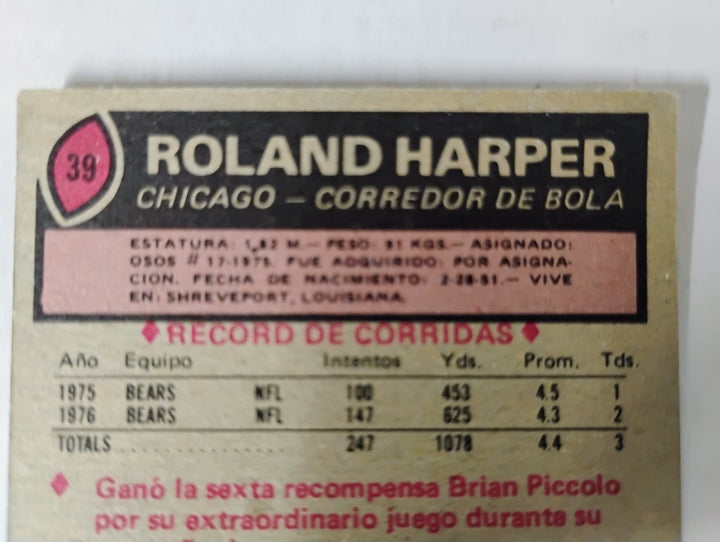 39
ROLAND HARPER
CHICAGO – CORREDOR DE BOLA
ESTATURA: 1,82 M.— PESO: 91 KGS.— ASIGNADO:
OSOS # 17-1975. FUE ADQUIRIDO: POR ASIGNA-
CION. FECHA DE NACIMIENTO: 2-28-51.— VIVE
EN: SHREVEPORT, LOUISIANA.
♦ RECORD DE CORRIDAS ♦
Año Equipo Intentos Yds. Prom. Tds.
1975 BEARS NFL 100 453 4.5 1
1976 BEARS NFL 147 625 4.3 2
TOTALS ................ 247 1078 4.4 3
♦ Ganó la sexta recompensa Brian Piccolo
por su extraordinario juego durante su